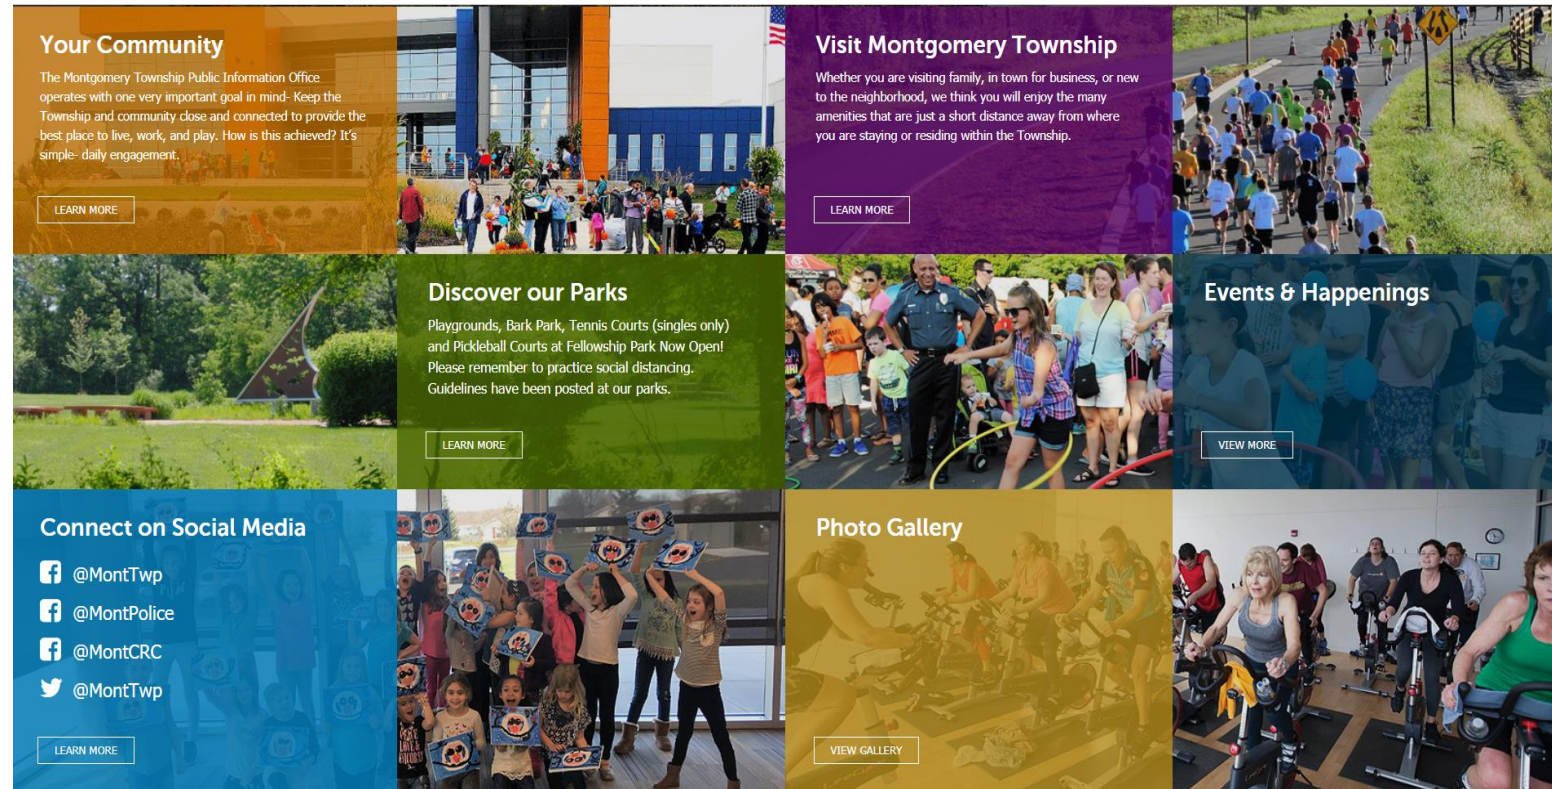 Your Community
The Montgomery Township Public Information Office
operates with one very important goal in mind- Keep the
Township and community close and connected to provide the
best place to live, work, and play. How is this achieved? It's
simple- daily engagement.
LEARN MORE
Visit Montgomery Township
Whether you are visiting family, in town for business, or new
to the neighborhood, we think you will enjoy the many
amenities that are just a short distance away from where
you are staying or residing within the Township.
LEARN MORE
Discover our Parks
Playgrounds, Bark Park, Tennis Courts (singles only)
and Pickleball Courts at Fellowship Park Now Open!
Please remember to practice social distancing.
Guidelines have been posted at our parks.
LEARN MORE
Events & Happenings
VIEW MORE
Connect on Social Media
@MontTwp
@MontPolice
@MontCRC
@MontTwp
LEARN MORE
Photo Gallery
VIEW GALLERY